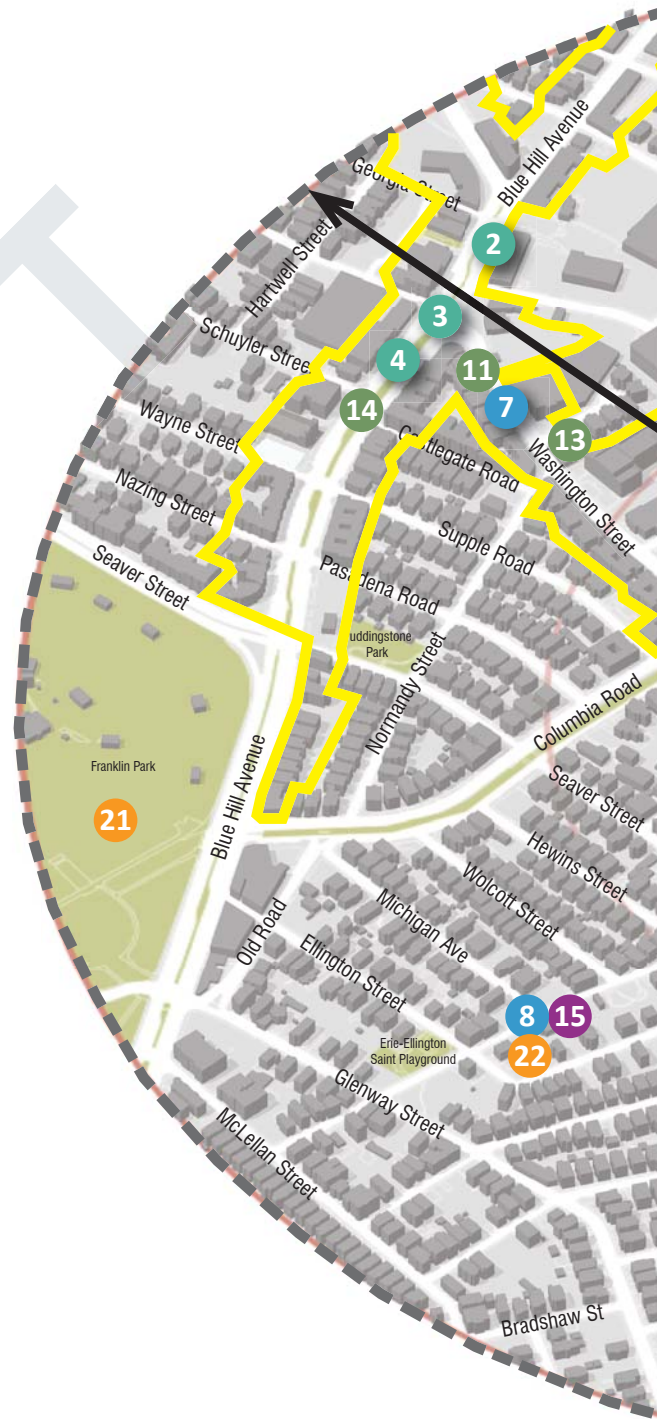 T
Georgia Street
Blue Hill Avenue
Hartwell Street
2
3
Schuyler Street
4
11
7
14
13
Wayne Street
Castlegate Road
Washington Street
Nazing Street
Supple Road
Seaver Street
Pasadena Road
uddingstone
Park
Normandy Street
Columbia Road
Franklin Park
Blue Hill Avenue
Seaver Street
21
Hewins Street
Wolcott Street
Michigan Ave
Old Road
Ellington Street
8
15
Erie-Ellington
Saint Playground
22
Glenway Street
McLellan Street
Bradshaw St